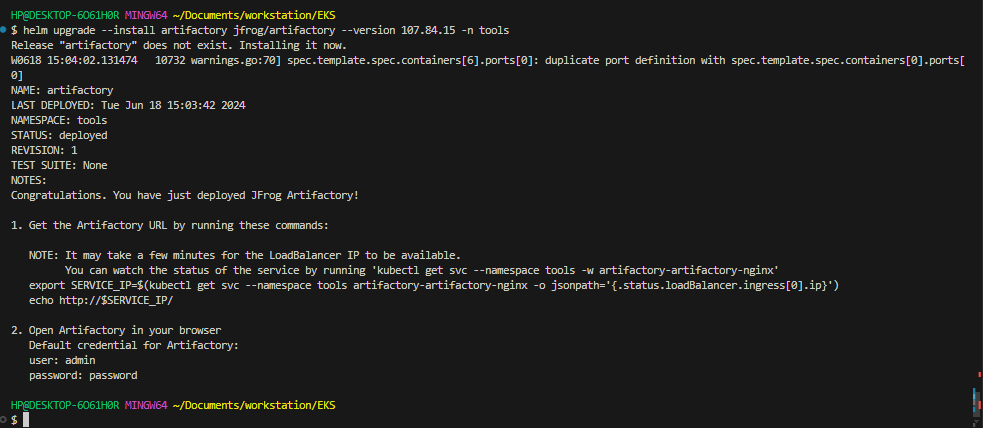 HP@DESKTOP-6O61H0R MINGW64 ~/Documents/workstation/EKS
$ helm upgrade --install artifactory jfrog/artifactory --version 107.84.15 -n tools
Release "artifactory" does not exist. Installing it now.
W0618 15:04:02.131474   10732 warnings.go:70] spec.template.spec.containers[6].ports[0]: duplicate port definition with spec.template.spec.containers[0].ports[
0]
NAME: artifactory
LAST DEPLOYED: Tue Jun 18 15:03:42 2024
NAMESPACE: tools
STATUS: deployed
REVISION: 1
TEST SUITE: None
NOTES:
Congratulations. You have just deployed JFrog Artifactory!
1. Get the Artifactory URL by running these commands:
   NOTE: It may take a few minutes for the LoadBalancer IP to be available.
         You can watch the status of the service by running 'kubectl get svc --namespace tools -w artifactory-artifactory-nginx'
   export SERVICE_IP=$(kubectl get svc --namespace tools artifactory-artifactory-nginx -o jsonpath='{.status.loadBalancer.ingress[0].ip}')
   echo http://$SERVICE_IP/
2. Open Artifactory in your browser
   Default credential for Artifactory:
   user: admin
   password: password
HP@DESKTOP-6O61H0R MINGW64 ~/Documents/workstation/EKS
$